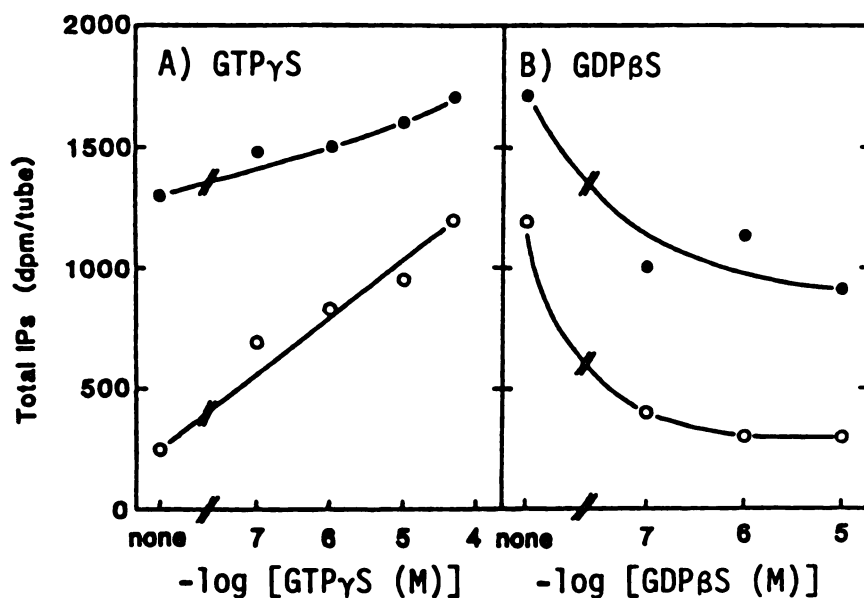 2000
1500
1000
500
0
Total IPs (dpm/tube)
A) GTPγS
B) GDPβS
none 7 6 5 4
none 7 6 5
-log [GTPγS (M)]
-log [GDPβS (M)]